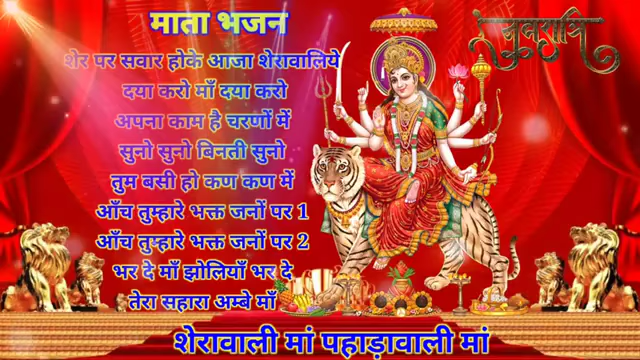 माता भजन
नवरात्रि
शेर पर सवार होके आजा शेरावालिये
दया करो माँ दया करो
अपना काम है चरणों में
सुनो सुनो बिनती सुनो
तुम बसी हो कण कण में
आँच तुम्हारे भक्त जनों पर 1
आँच तुम्हारे भक्त जनों पर 2
भर दे माँ झोलियाँ भर दे
तेरा सहारा अम्बे माँ
शेरावाली मां पहाड़ावाली मां